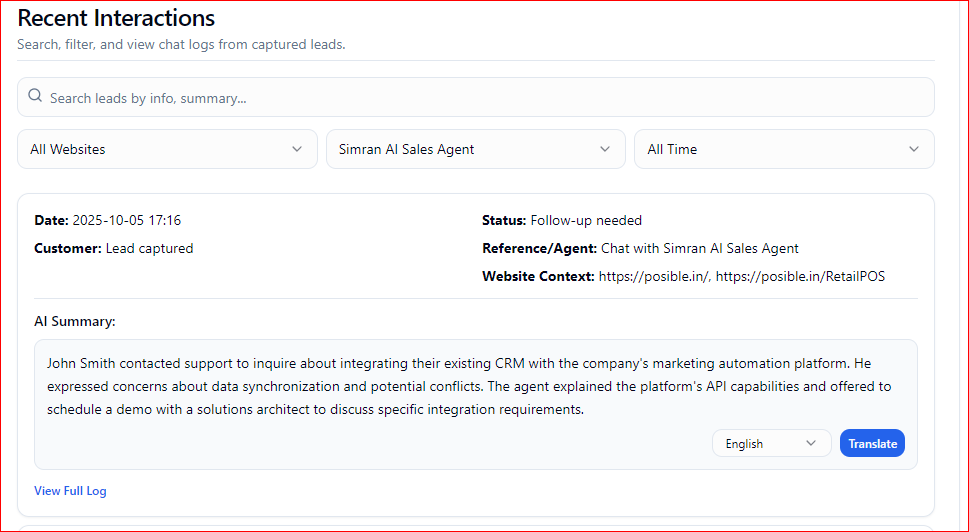 Recent Interactions
Search, filter, and view chat logs from captured leads.
Search leads by info, summary...
All Websites
Simran AI Sales Agent
All Time
Date: 2025-10-05 17:16
Status: Follow-up needed
Customer: Lead captured
Reference/Agent: Chat with Simran AI Sales Agent
Website Context: https://posible.in/, https://posible.in/RetailPOS
AI Summary:
John Smith contacted support to inquire about integrating their existing CRM with the company's marketing automation platform. He
expressed concerns about data synchronization and potential conflicts. The agent explained the platform's API capabilities and offered to
schedule a demo with a solutions architect to discuss specific integration requirements.
English
Translate
View Full Log